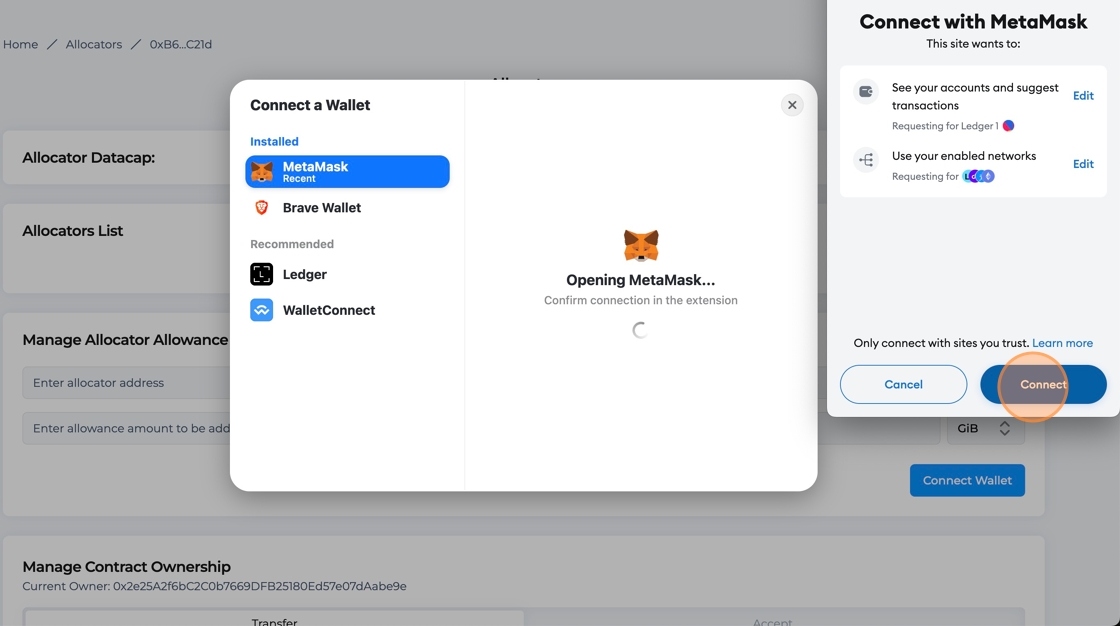 Home / Allocators / 0xB6...C21d
Allocator Datacap:
Allocators List
Manage Allocator Allowance
Enter allocator address
Enter allowance amount to be add
GiB
Connect Wallet
Manage Contract Ownership
Current Owner: 0x2e25A2f6bC2C0b7669DFB25180Ed57e07dAabe9e
Transfer
Accept
Connect a Wallet
Installed
MetaMask
Recent
Brave Wallet
Recommended
Ledger
WalletConnect
Opening MetaMask...
Confirm connection in the extension
Connect with MetaMask
This site wants to:
See your accounts and suggest
transactions
Edit
Requesting for Ledger 1
Use your enabled networks
Edit
Requesting for
Only connect with sites you trust. Learn more
Cancel
Connect